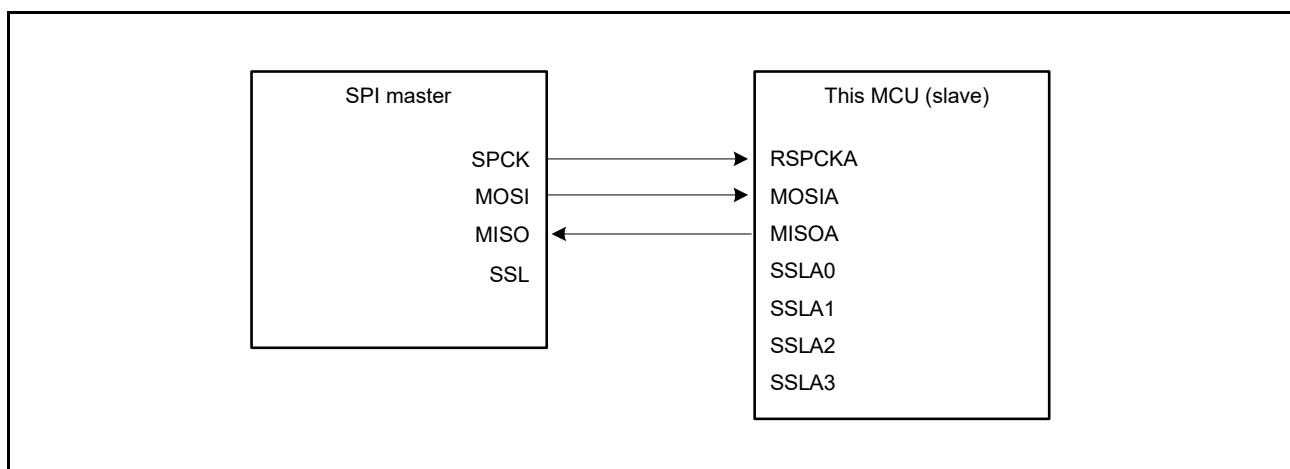 SPI master
SPCK
MOSI
MISO
SSL
This MCU (slave)
RSPCKA
MOSIA
MISOA
SSLA0
SSLA1
SSLA2
SSLA3